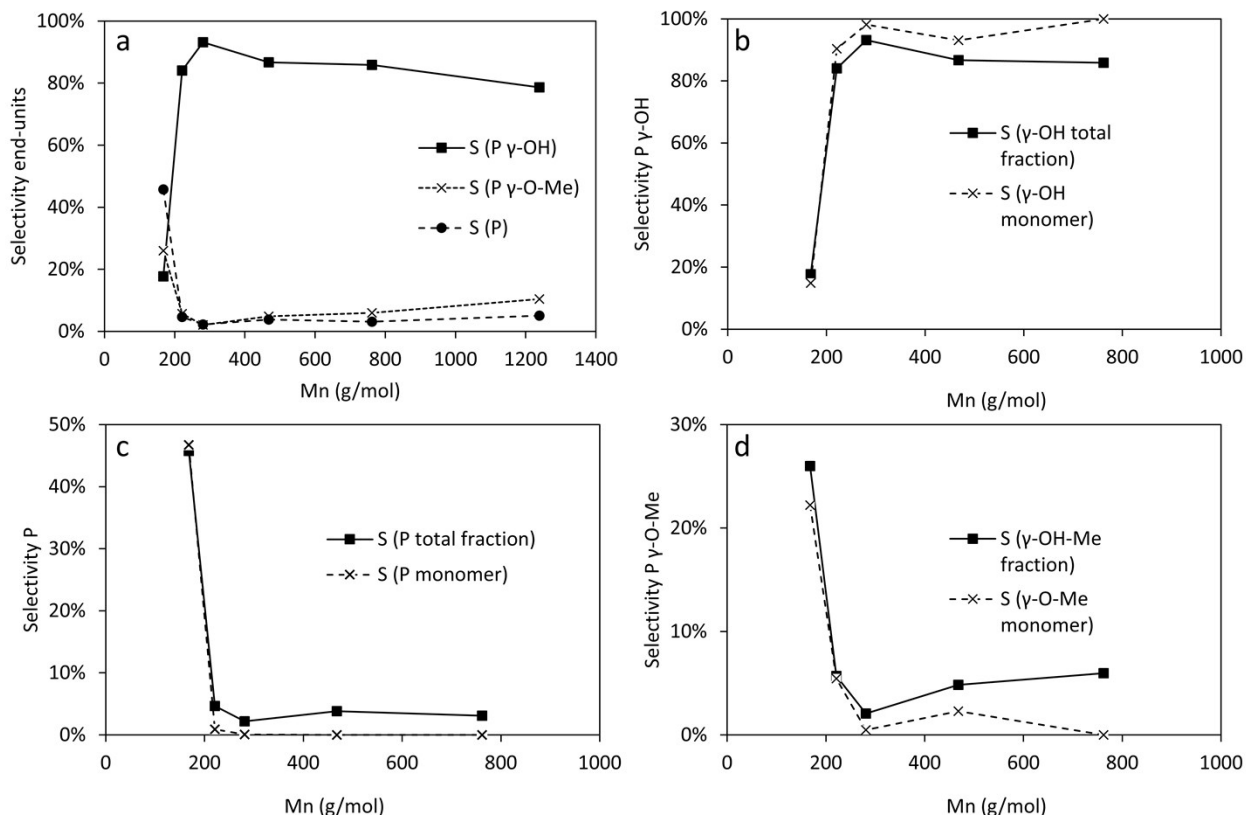 a
100%
80%
60%
40%
20%
0%
Selectivity end-units
S (P γ-OH)
S (P γ-O-Me)
S (P)
0 200 400 600 800 1000 1200 1400
Mn (g/mol)
b
100%
80%
60%
40%
20%
0%
Selectivity P γ-OH
S (γ-OH total
fraction)
S (γ-OH
monomer)
0 200 400 600 800 1000
Mn (g/mol)
c
50%
40%
30%
20%
10%
0%
Selectivity P
S (P total fraction)
S (P monomer)
0 200 400 600 800 1000
Mn (g/mol)
d
30%
20%
10%
0%
Selectivity P γ-O-Me
S (γ-OH-Me
fraction)
S (γ-O-Me
monomer)
0 200 400 600 800 1000
Mn (g/mol)